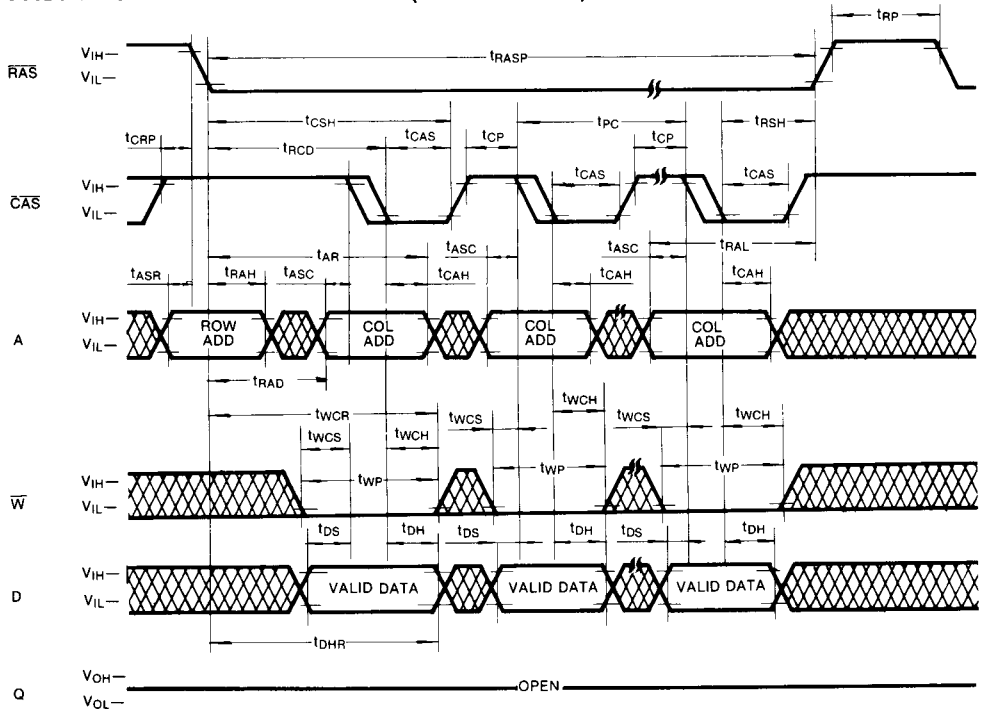 tRP
VIH
RAS
VIL
tRASP
tCSH
tPC
tRSH
tCRP
tRCD
tCAS
tCP
tCP
VIH
CAS
VIL
tCAS
tCAS
tAR
tASC
tASC
tRAL
tASR
tRAH
tASC
tCAH
tCAH
tCAH
VIH
A
VIL
ROW ADD
COL ADD
COL ADD
COL ADD
tRAD
tWCR
tWCH
tWCS
tWCH
tWCS
tWCS
tWCH
tWP
tWP
tWP
VIH
W
VIL
tDS
tDH
tDS
tDH
tDS
tDH
VIH
D
VIL
VALID DATA
VALID DATA
VALID DATA
tDHR
VOH
Q
VOL
OPEN